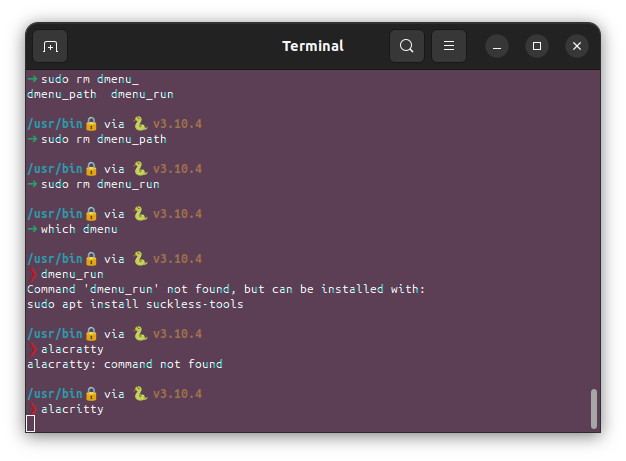 Terminal
➜ sudo rm dmenu_
dmenu_path  dmenu_run
/usr/bin🔒 via 🐍 v3.10.4
➜ sudo rm dmenu_path
/usr/bin🔒 via 🐍 v3.10.4
➜ sudo rm dmenu_run
/usr/bin🔒 via 🐍 v3.10.4
➜ which dmenu
/usr/bin🔒 via 🐍 v3.10.4
❯ dmenu_run
Command 'dmenu_run' not found, but can be installed with:
sudo apt install suckless-tools
/usr/bin🔒 via 🐍 v3.10.4
❯ alacratty
alacratty: command not found
/usr/bin🔒 via 🐍 v3.10.4
❯ alacritty